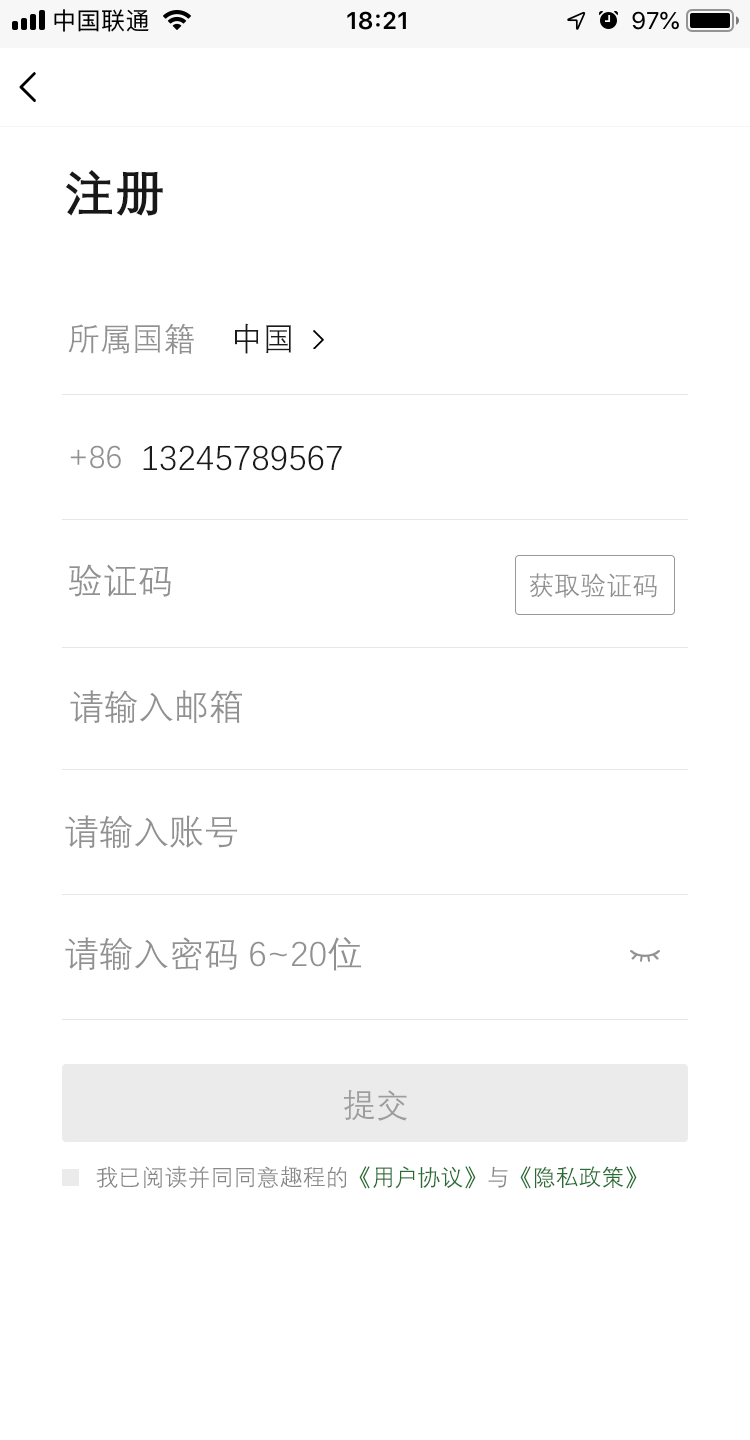 中国联通 18:21 97%
注册
所属国籍 中国
+86 13245789567
验证码 获取验证码
请输入邮箱
请输入账号
请输入密码 6~20位
提交
我已阅读并同同意趣程的《用户协议》与《隐私政策》